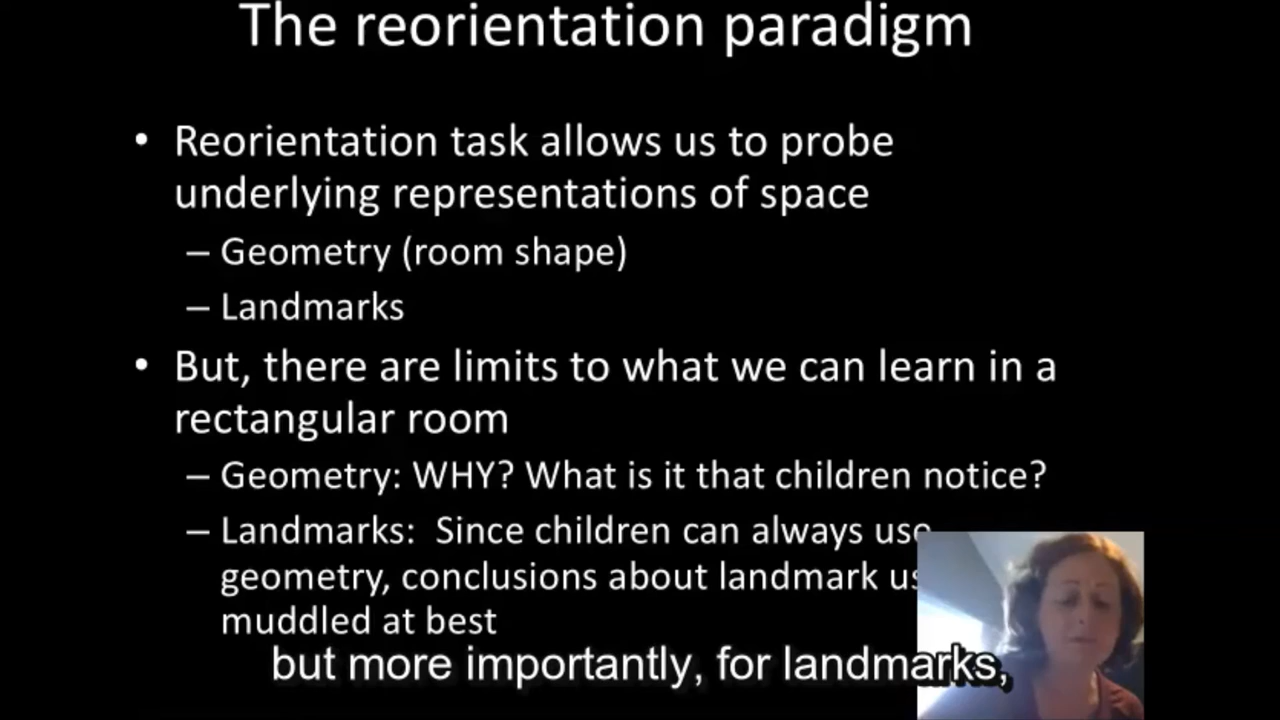 The reorientation paradigm
• Reorientation task allows us to probe
underlying representations of space
– Geometry (room shape)
– Landmarks
• But, there are limits to what we can learn in a
rectangular room
– Geometry: WHY? What is it that children notice?
– Landmarks: Since children can always use
geometry, conclusions about landmark
muddled at best
but more importantly, for landmarks,